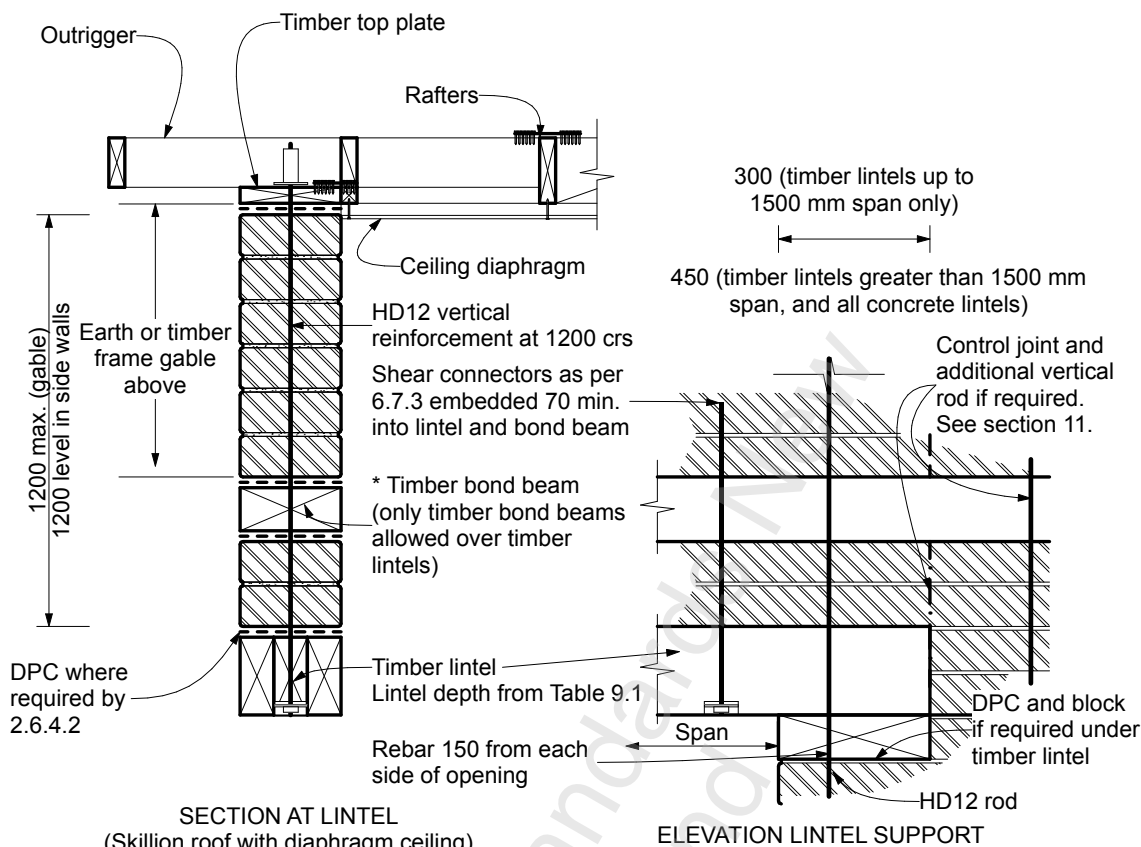 Outrigger
Timber top plate
Rafters
300 (timber lintels up to
1500 mm span only)
Ceiling diaphragm
450 (timber lintels greater than 1500 mm
span, and all concrete lintels)
1200 max. (gable)
1200 level in side walls
Earth or timber
frame gable
above
HD12 vertical
reinforcement at 1200 crs
Shear connectors as per
6.7.3 embedded 70 min.
into lintel and bond beam
Control joint and
additional vertical
rod if required.
See section 11.
* Timber bond beam
(only timber bond beams
allowed over timber
lintels)
DPC where
required by
2.6.4.2
Timber lintel
Lintel depth from Table 9.1
Span
DPC and block
if required under
timber lintel
Rebar 150 from each
side of opening
HD12 rod
SECTION AT LINTEL
(Skillion roof with diaphragm ceiling)
ELEVATION LINTEL SUPPORT